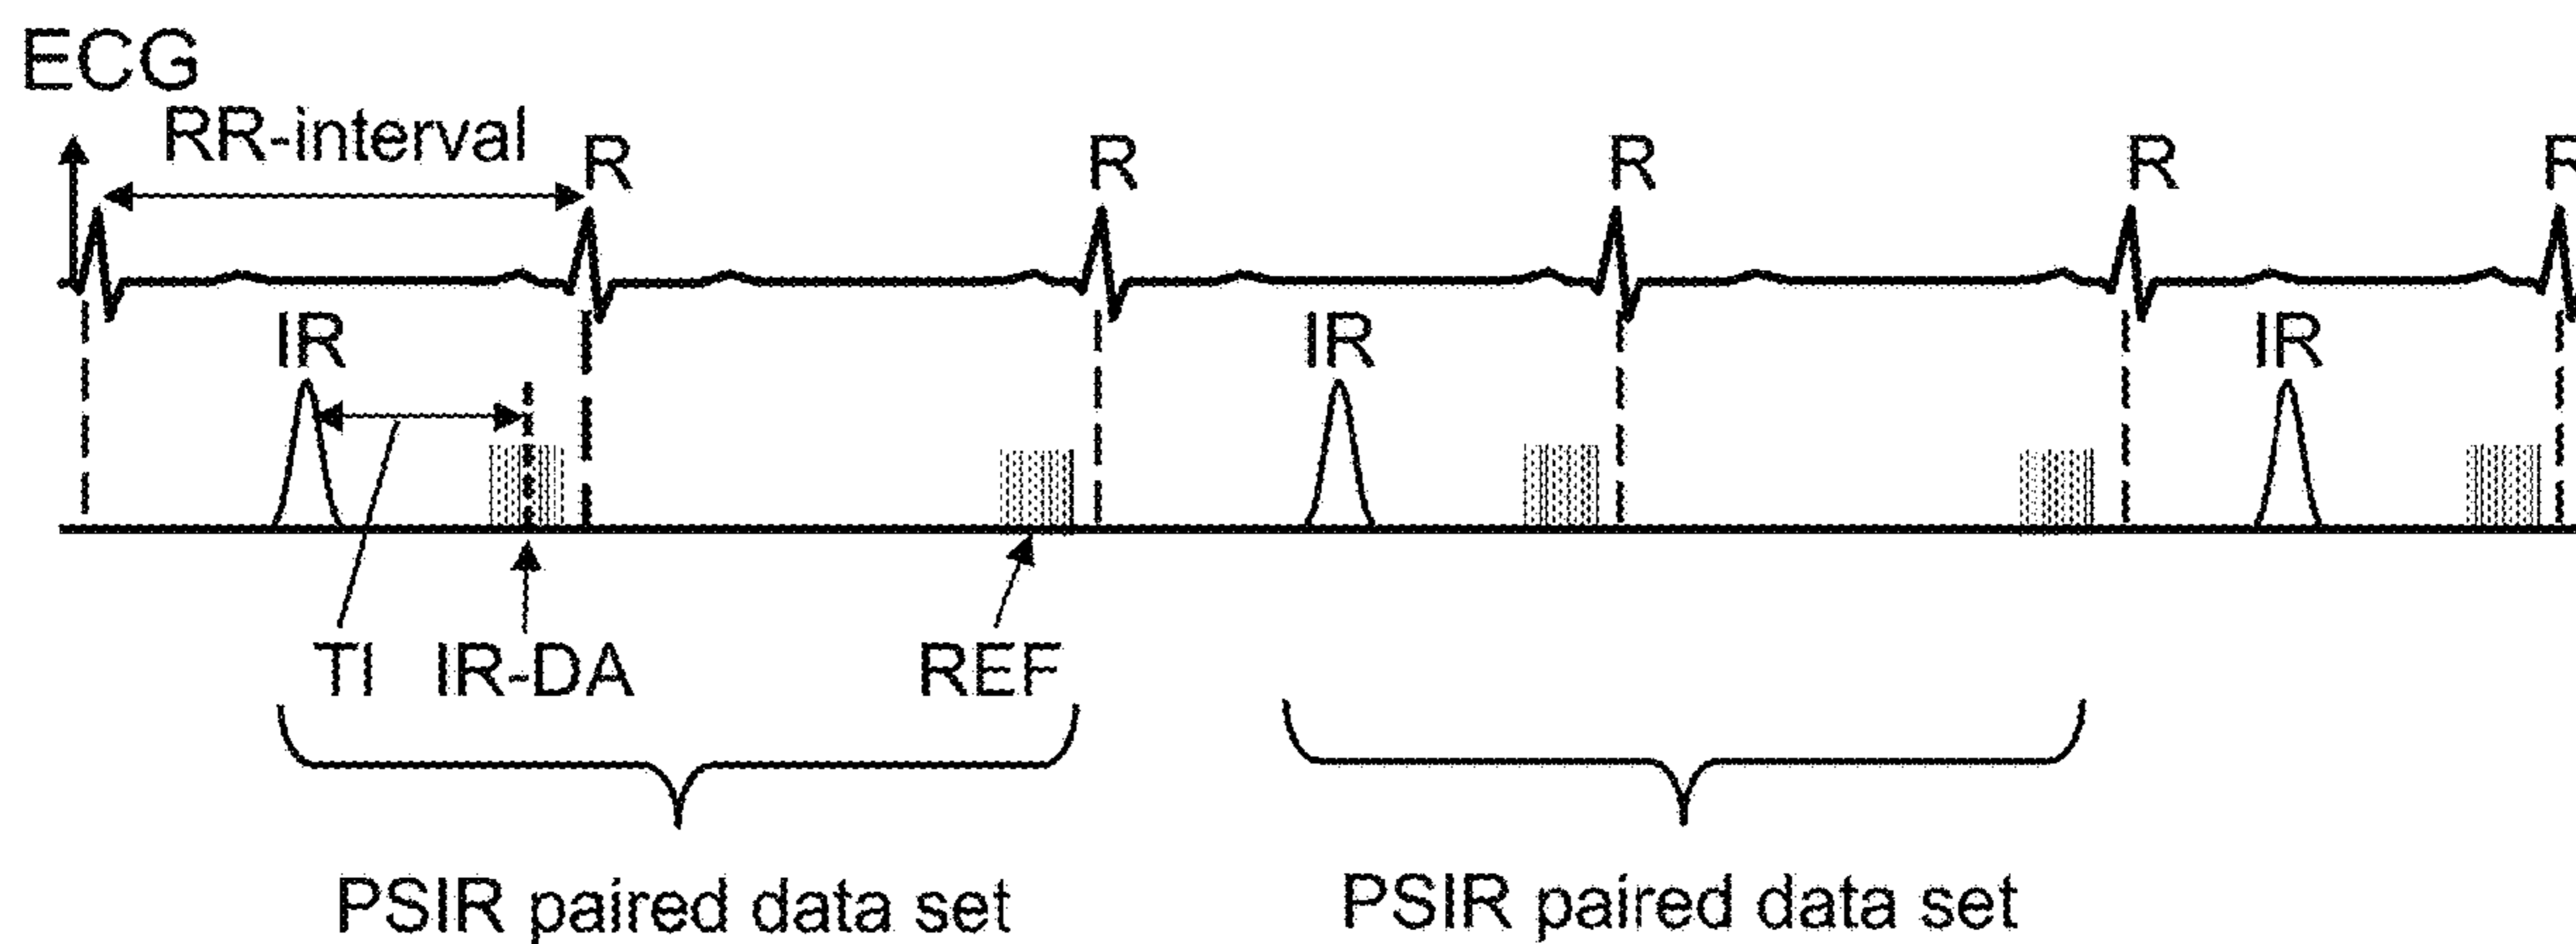 ECG
RR-interval
R
R
R
R
R
IR
IR
IR
TI
IR-DA
REF
PSIR paired data set
PSIR paired data set